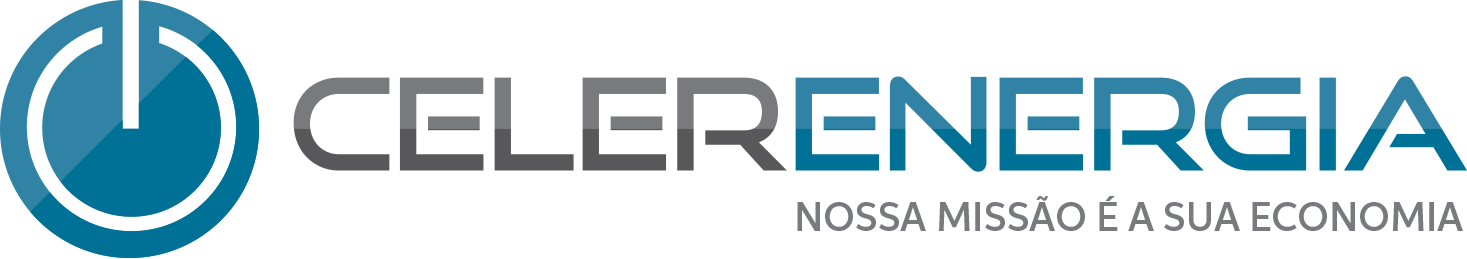 CELERENERGIA
NOSSA MISSÃO É A SUA ECONOMIA